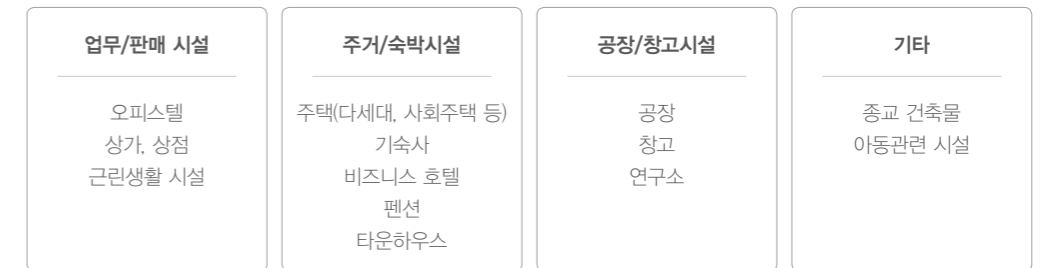 업무/판매 시설
오피스텔
상가, 상점
근린생활 시설
주거/숙박시설
주택(다세대, 사회주택 등)
기숙사
비즈니스 호텔
펜션
타운하우스
공장/창고시설
공장
창고
연구소
기타
종교 건축물
아동관련 시설